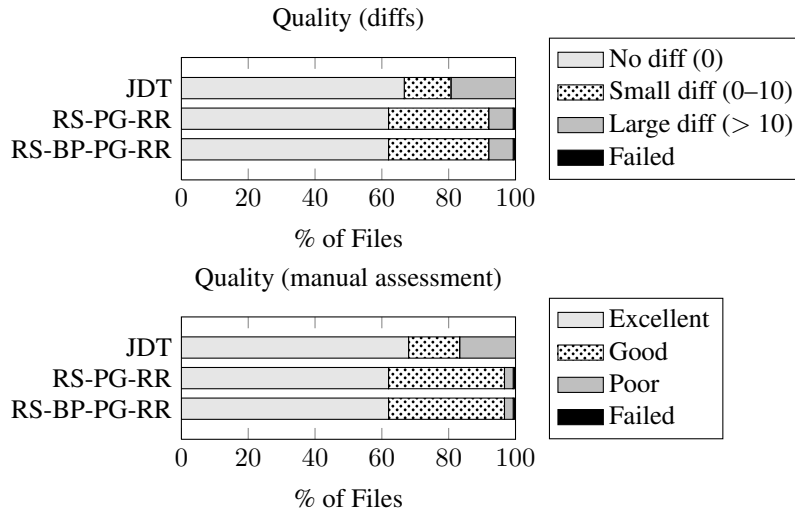 Quality (diffs)
JDT
RS-PG-RR
RS-BP-PG-RR
0 20 40 60 80 100
% of Files
No diff (0)
Small diff (0–10)
Large diff (> 10)
Failed
Quality (manual assessment)
JDT
RS-PG-RR
RS-BP-PG-RR
0 20 40 60 80 100
% of Files
Excellent
Good
Poor
Failed